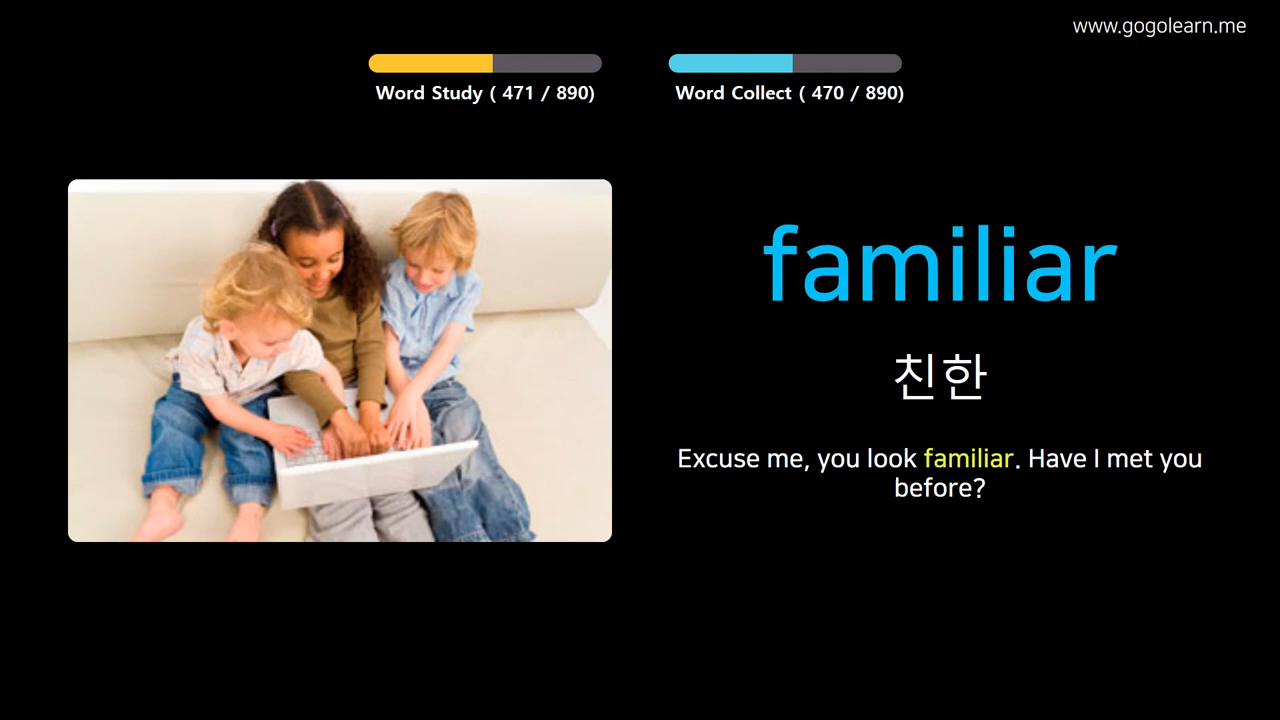 www.gogolearn.me
Word Study ( 471 / 890)
Word Collect ( 470 / 890)
familiar
친한
Excuse me, you look familiar. Have I met you
before?